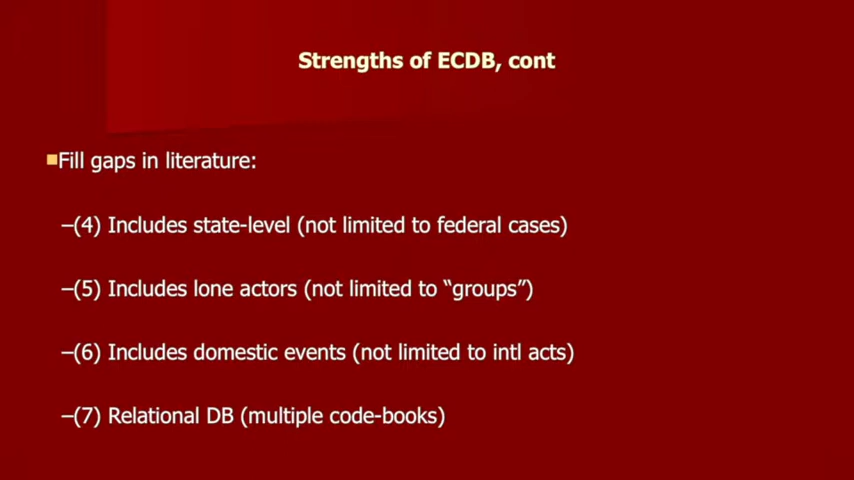 Strengths of ECDB, cont
Fill gaps in literature:
–(4) Includes state-level (not limited to federal cases)
–(5) Includes lone actors (not limited to “groups”)
–(6) Includes domestic events (not limited to intl acts)
–(7) Relational DB (multiple code-books)